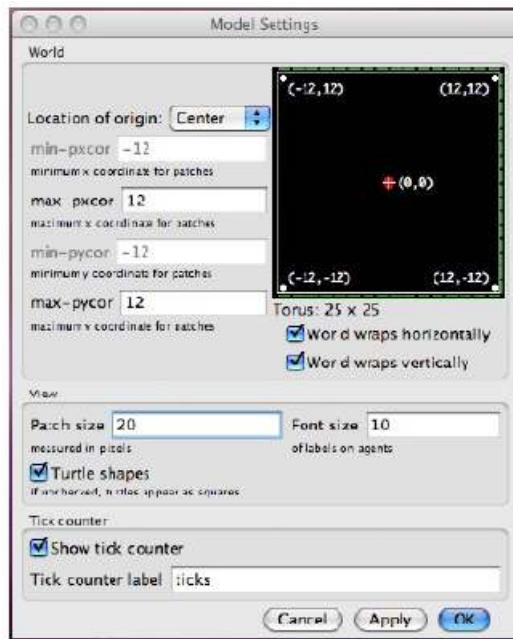 Model Settings
World
(-12,12) (12,12)
Location of origin: Center
min-pxcor -12
minimum x coordinate for patches
(0,0)
max-pxcor 12
maximum x coordinate for patches
min-pycor -12
minimum y coordinate for patches
(-12,-12) (12,-12)
max-pycor 12
maximum y coordinate for patches
Torus: 25 x 25
World wraps horizontally
World wraps vertically
View
Patch size 20
measured in pixels
Font size 10
of labels on agents
Turtle shapes
if unchecked, turtles appear as squares
Tick counter
Show tick counter
Tick counter label ticks
Cancel Apply OK